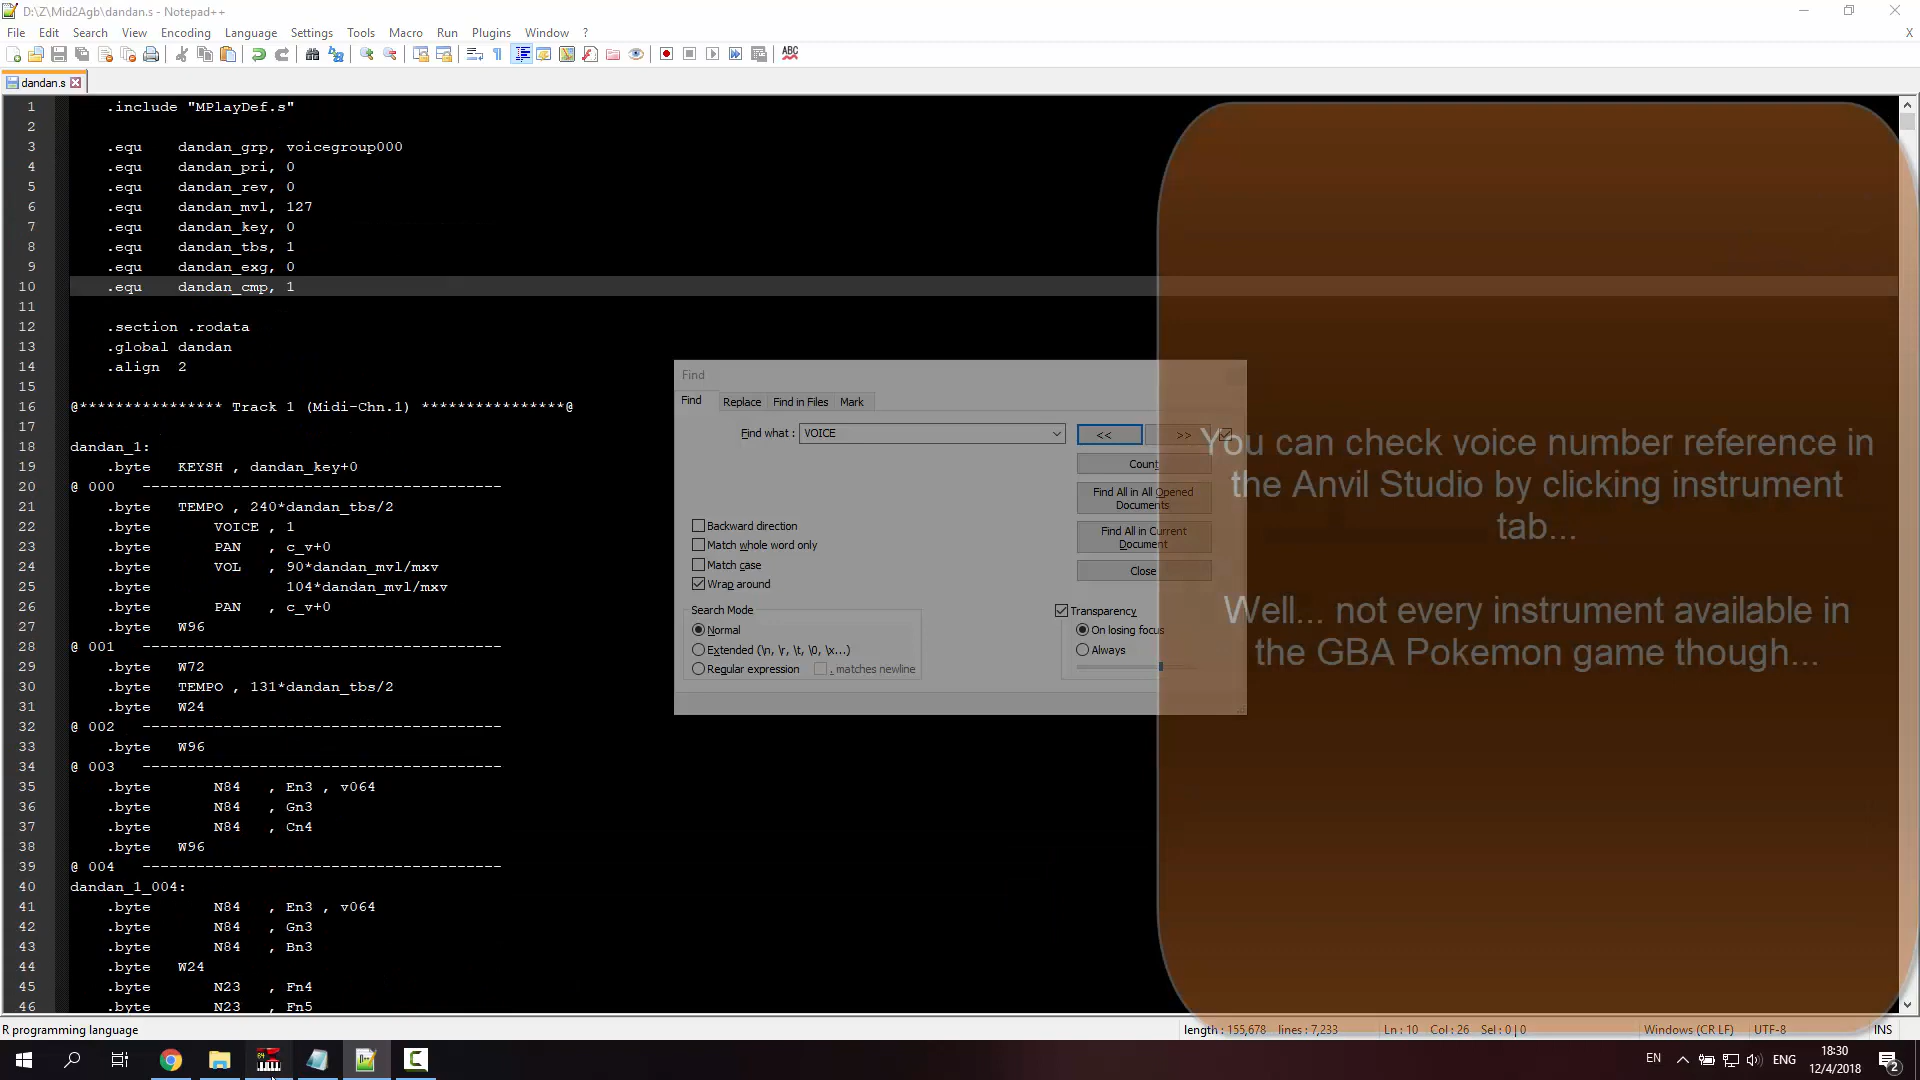 D:\Z\Mid2Agb\dandan.s - Notepad++
File Edit Search View Encoding Language Settings Tools Macro Run Plugins Window ? X
ABC
dandan.s
1 .include "MPlayDef.s"
2
3 .equ dandan_grp, voicegroup000
4 .equ dandan_pri, 0
5 .equ dandan_rev, 0
6 .equ dandan_mvl, 127
7 .equ dandan_key, 0
8 .equ dandan_tbs, 1
9 .equ dandan_exg, 0
10 .equ dandan_cmp, 1
11
12 .section .rodata
13 .global dandan
14 .align 2
15
16 @**************** Track 1 (Midi-Chn.1) ****************@
17
18 dandan_1:
19 .byte KEYSH , dandan_key+0
20 @ 000 ----------------------------------------
21 .byte TEMPO , 240*dandan_tbs/2
22 .byte VOICE , 1
23 .byte PAN , c_v+0
24 .byte VOL , 90*dandan_mvl/mxv
25 .byte 104*dandan_mvl/mxv
26 .byte PAN , c_v+0
27 .byte W96
28 @ 001 ----------------------------------------
29 .byte W72
30 .byte TEMPO , 131*dandan_tbs/2
31 .byte W24
32 @ 002 ----------------------------------------
33 .byte W96
34 @ 003 ----------------------------------------
35 .byte N84 , En3 , v064
36 .byte N84 , Gn3
37 .byte N84 , Cn4
38 .byte W96
39 @ 004 ----------------------------------------
40 dandan_1_004:
41 .byte N84 , En3 , v064
42 .byte N84 , Gn3
43 .byte N84 , Bn3
44 .byte W24
45 .byte N23 , Fn4
46 .byte N23 , Fn5
Find
Find Replace Find in Files Mark
Find what : VOICE
<< >>
Count
Find All in All Opened
Documents
Find All in Current
Document
Close
Backward direction
Match whole word only
Match case
Wrap around
Search Mode
Normal
Extended (\n, \r, \t, \0, \x...)
Regular expression . matches newline
Transparency
On losing focus
Always
You can check voice number reference in
the Anvil Studio by clicking instrument
tab...
Well... not every instrument available in
the GBA Pokemon game though...
R programming language length : 155,678 lines : 7,233 Ln : 10 Col : 26 Sel : 0 | 0 Windows (CR LF) UTF-8 INS
EN ENG 18:30
12/4/2018
2